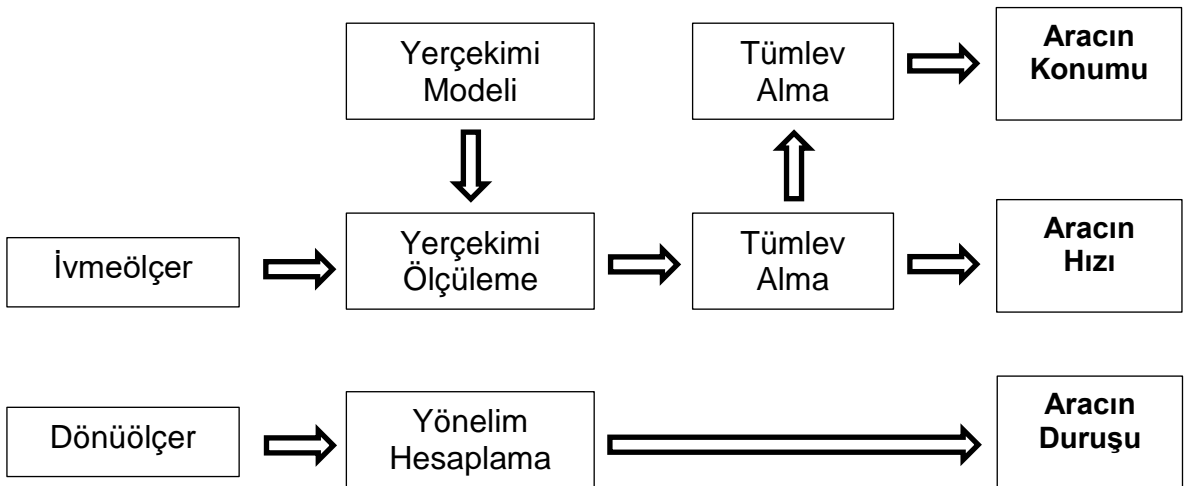 Yerçekimi
Modeli
Tümlev
Alma
Aracın
Konumu
İvmeölçer
Yerçekimi
Ölçüleme
Tümlev
Alma
Aracın
Hızı
Dönüölçer
Yönelim
Hesaplama
Aracın
Duruşu